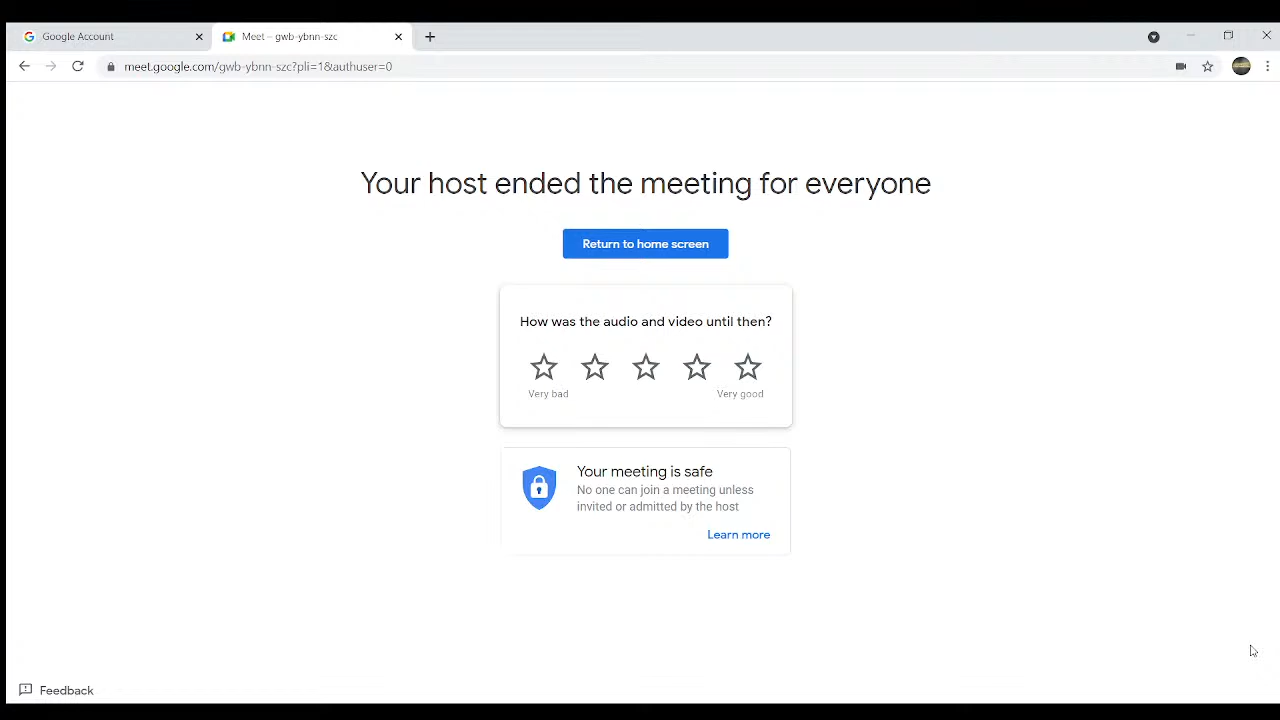 Google Account
Meet – gwb-ybnn-szc
meet.google.com/gwb-ybnn-szc?pli=1&authuser=0
Your host ended the meeting for everyone
Return to home screen
How was the audio and video until then?
Very bad Very good
Your meeting is safe
No one can join a meeting unless
invited or admitted by the host
Learn more
Feedback